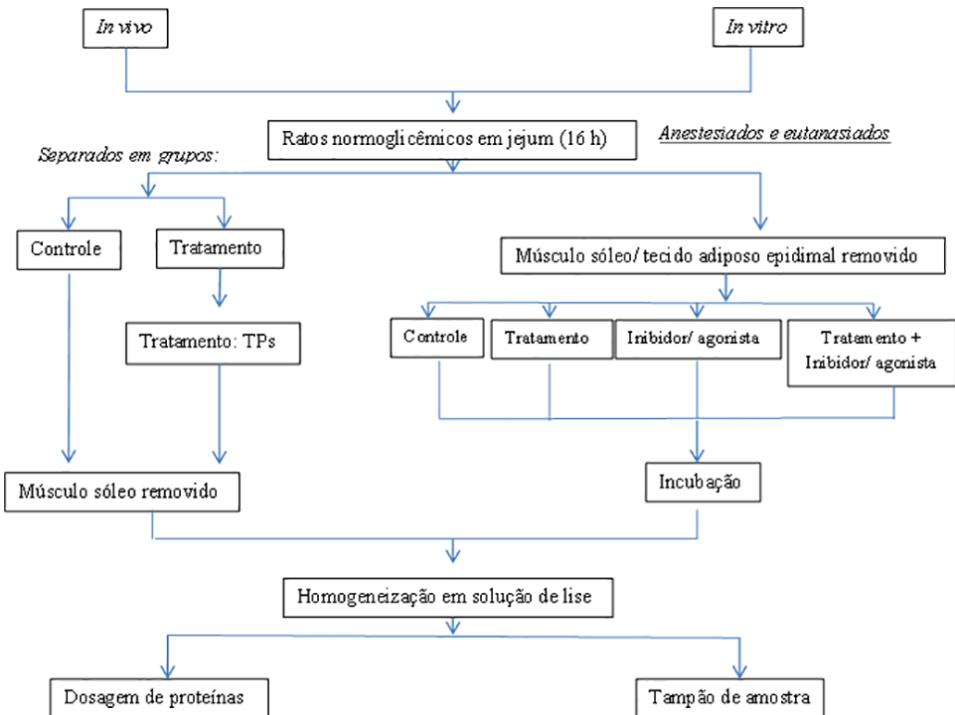 In vivo
In vitro
Ratos normoglicêmicos em jejum (16 h)
Anestesiados e eutanasiados
Separados em grupos:
Controle
Tratamento
Músculo sóleo/ tecido adiposo epidimal removido
Tratamento: TPs
Controle
Tratamento
Inibidor/ agonista
Tratamento +
Inibidor/ agonista
Músculo sóleo removido
Incubação
Homogeneização em solução de lise
Dosagem de proteínas
Tampão de amostra